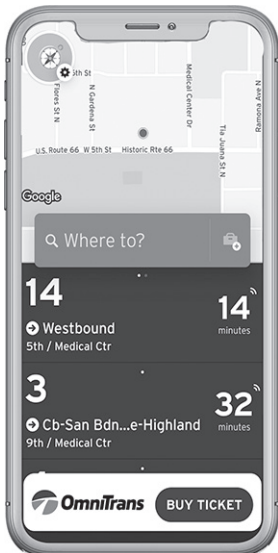 5th St
Flores St N
N Gardena St
Medical Center Dr
Tia Juana St N
Ramona Ave N
U.S. Route 66 W 5th St Historic Rte 66
Google
Where to?
14
14
Westbound
minutes
5th / Medical Ctr
3
32
Cb-San Bdn...e-Highland
minutes
9th / Medical Ctr
OmniTrans
BUY TICKET